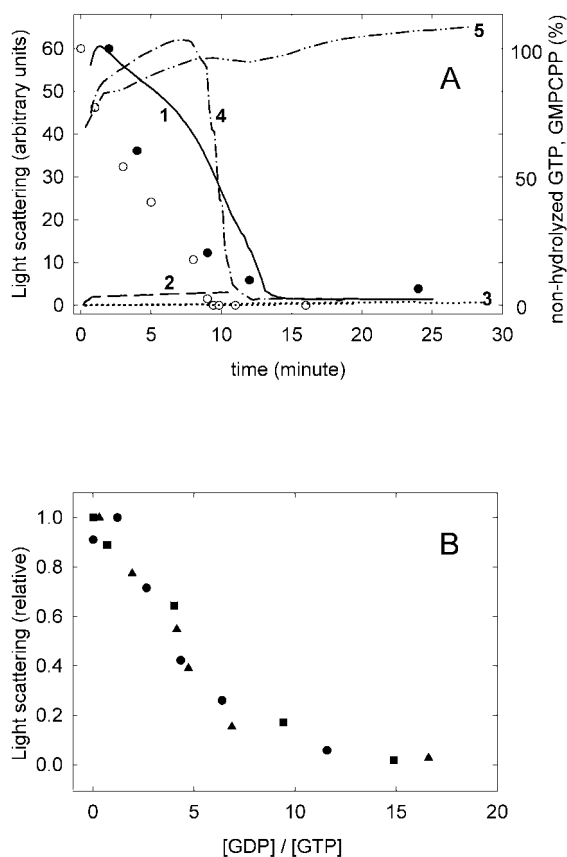 A
Light scattering (arbitrary units)
60
50
40
30
20
10
0
100
50
0
non-hydrolyzed GTP, GMPCPP (%)
1
2
3
4
5
0 5 10 15 20 25 30
time (minute)
B
Light scattering (relative)
1.0
0.8
0.6
0.4
0.2
0.0
0 5 10 15 20
[GDP] / [GTP]